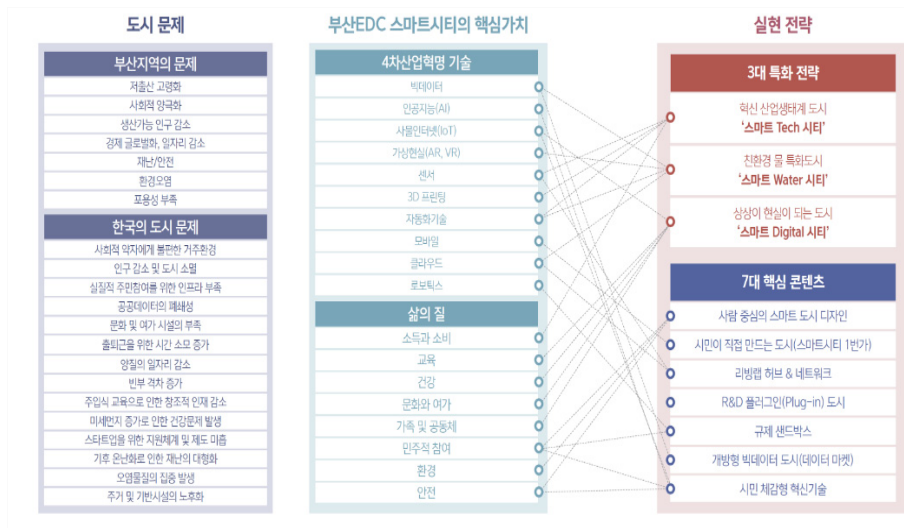 도시 문제
부산지역의 문제
저출산 고령화
사회적 양극화
생산가능 인구 감소
경제 글로벌화, 일자리 감소
재난/안전
환경오염
포용성 부족
한국의 도시 문제
사회적 약자에게 불편한 거주환경
인구 감소 및 도시 소멸
실질적 주민참여를 위한 인프라 부족
공공데이터의 폐쇄성
문화 및 여가 시설의 부족
출퇴근을 위한 시간 소모 증가
양질의 일자리 감소
빈부 격차 증가
주입식 교육으로 인한 창조적 인재 감소
미세먼지 증가로 인한 건강문제 발생
스타트업을 위한 지원체계 및 제도 미흡
기후 온난화로 인한 재난의 대형화
오염물질의 집중 발생
주거 및 기반시설의 노후화
부산EDC 스마트시티의 핵심가치
4차산업혁명 기술
빅데이터
인공지능(AI)
사물인터넷(IoT)
가상현실(AR, VR)
센서
3D 프린팅
자동화기술
모바일
클라우드
로보틱스
삶의 질
소득과 소비
교육
건강
문화와 여가
가족 및 공동체
민주적 참여
환경
안전
실현 전략
3대 특화 전략
혁신 산업생태계 도시
‘스마트 Tech 시티’
친환경 물 특화도시
‘스마트 Water 시티’
상상이 현실이 되는 도시
‘스마트 Digital 시티’
7대 핵심 콘텐츠
사람 중심의 스마트 도시 디자인
시민이 직접 만드는 도시(스마트시티 1번가)
리빙랩 허브 & 네트워크
R&D 플러그인(Plug-in) 도시
규제 샌드박스
개방형 빅데이터 도시(데이터 마켓)
시민 체감형 혁신기술